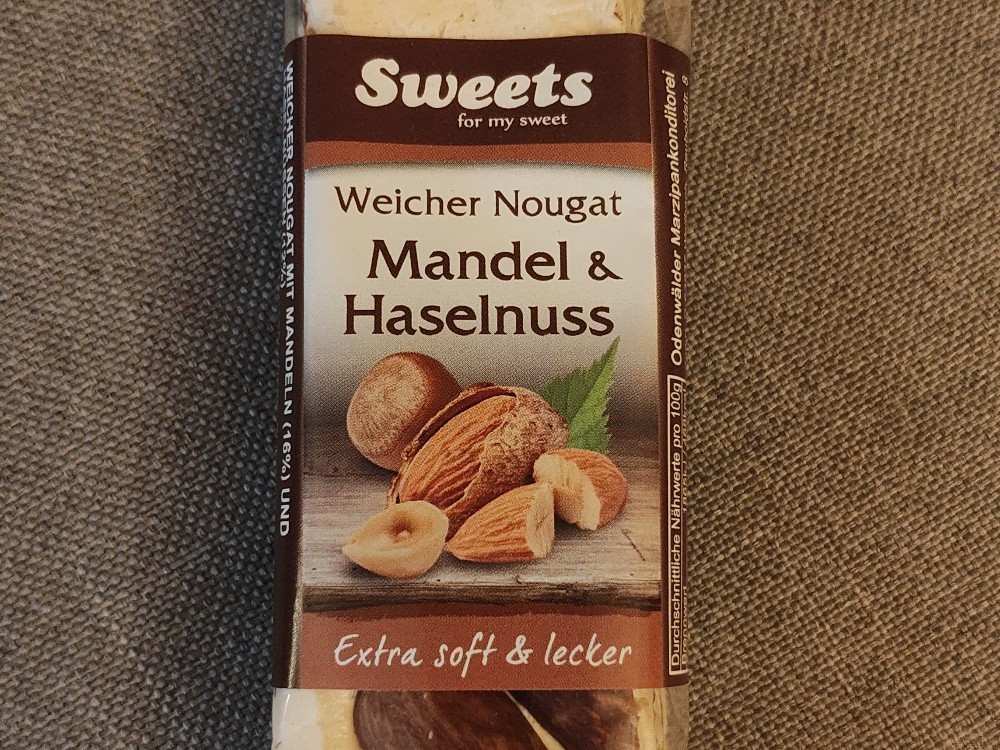 Sweets
for my sweet
Weicher Nougat
Mandel &
Haselnuss
Extra soft & lecker
WEICHER NOUGAT MIT MANDELN (16%) UND
Odenwälder Marzipankonditorei
Durchschnittliche Nährwerte pro 100g